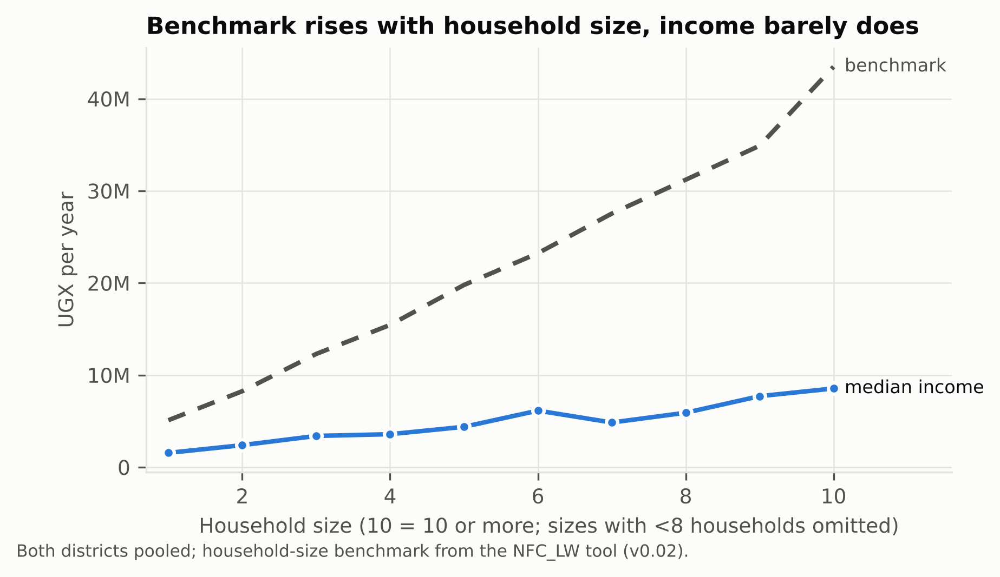 Benchmark rises with household size, income barely does
benchmark
40M
30M
20M
10M
0
UGX per year
median income
2 4 6 8 10
Household size (10 = 10 or more; sizes with <8 households omitted)
Both districts pooled; household-size benchmark from the NFC_LW tool (v0.02).